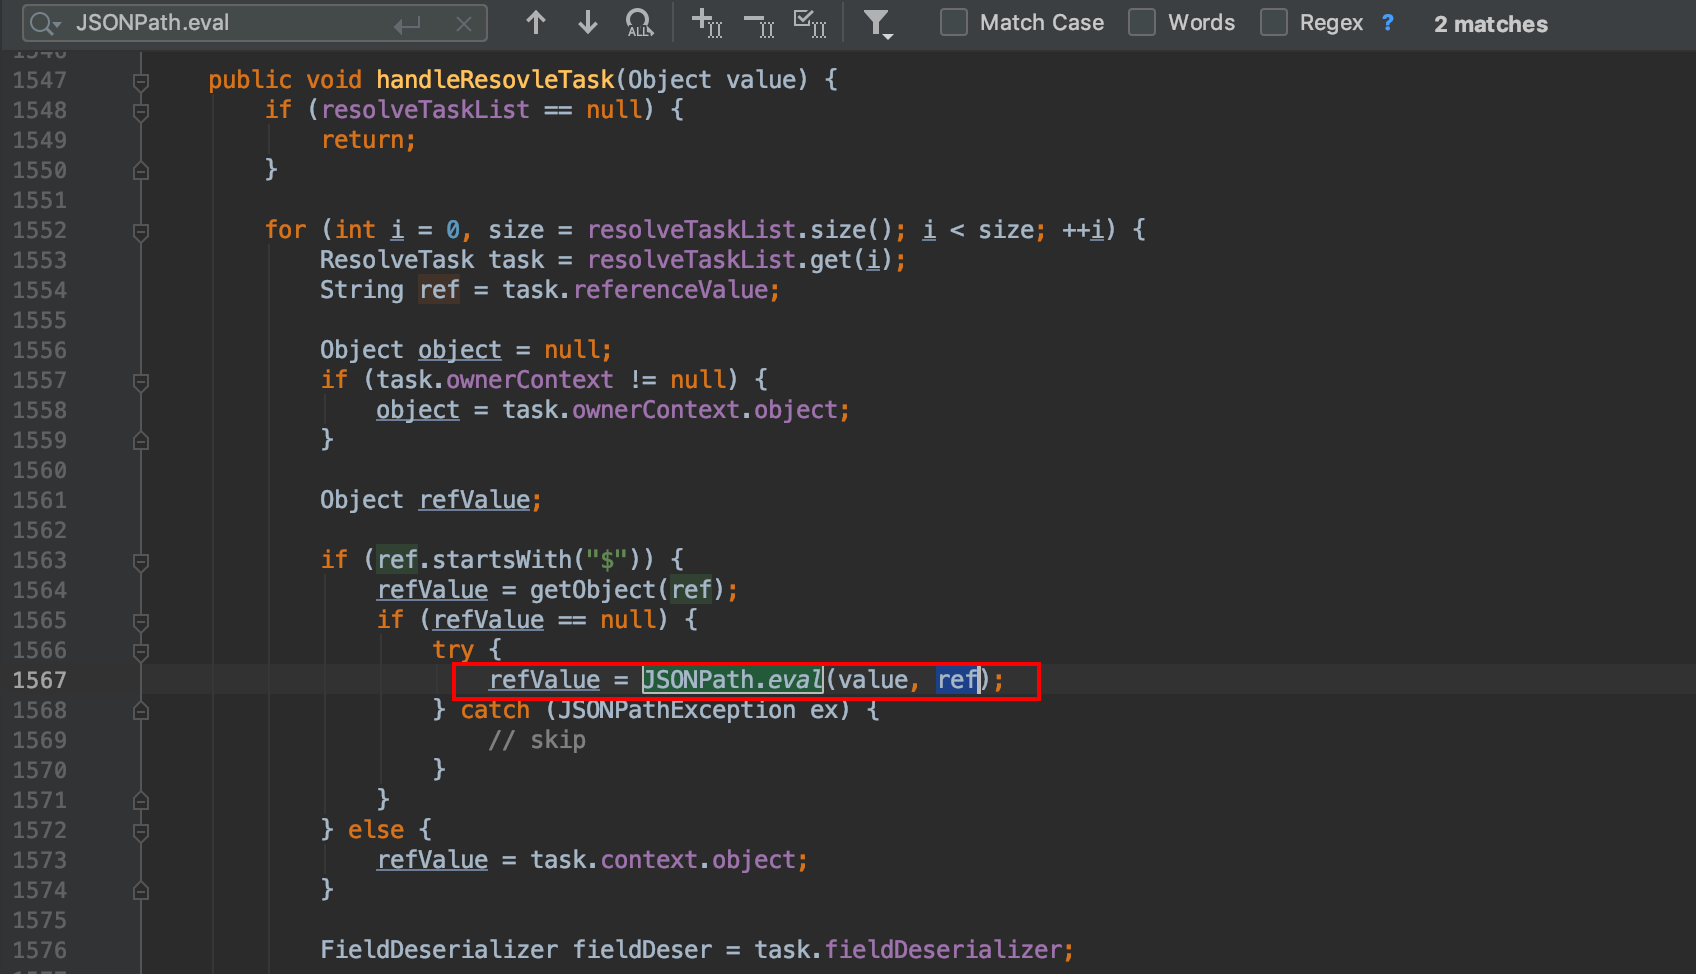 JSONPath.eval Match Case Words Regex ? 2 matches
1546
1547 public void handleResovleTask(Object value) {
1548 if (resolveTaskList == null) {
1549 return;
1550 }
1551
1552 for (int i = 0, size = resolveTaskList.size(); i < size; ++i) {
1553 ResolveTask task = resolveTaskList.get(i);
1554 String ref = task.referenceValue;
1555
1556 Object object = null;
1557 if (task.ownerContext != null) {
1558 object = task.ownerContext.object;
1559 }
1560
1561 Object refValue;
1562
1563 if (ref.startsWith("$")) {
1564 refValue = getObject(ref);
1565 if (refValue == null) {
1566 try {
1567 refValue = JSONPath.eval(value, ref);
1568 } catch (JSONPathException ex) {
1569 // skip
1570 }
1571 }
1572 } else {
1573 refValue = task.context.object;
1574 }
1575
1576 FieldDeserializer fieldDeser = task.fieldDeserializer;